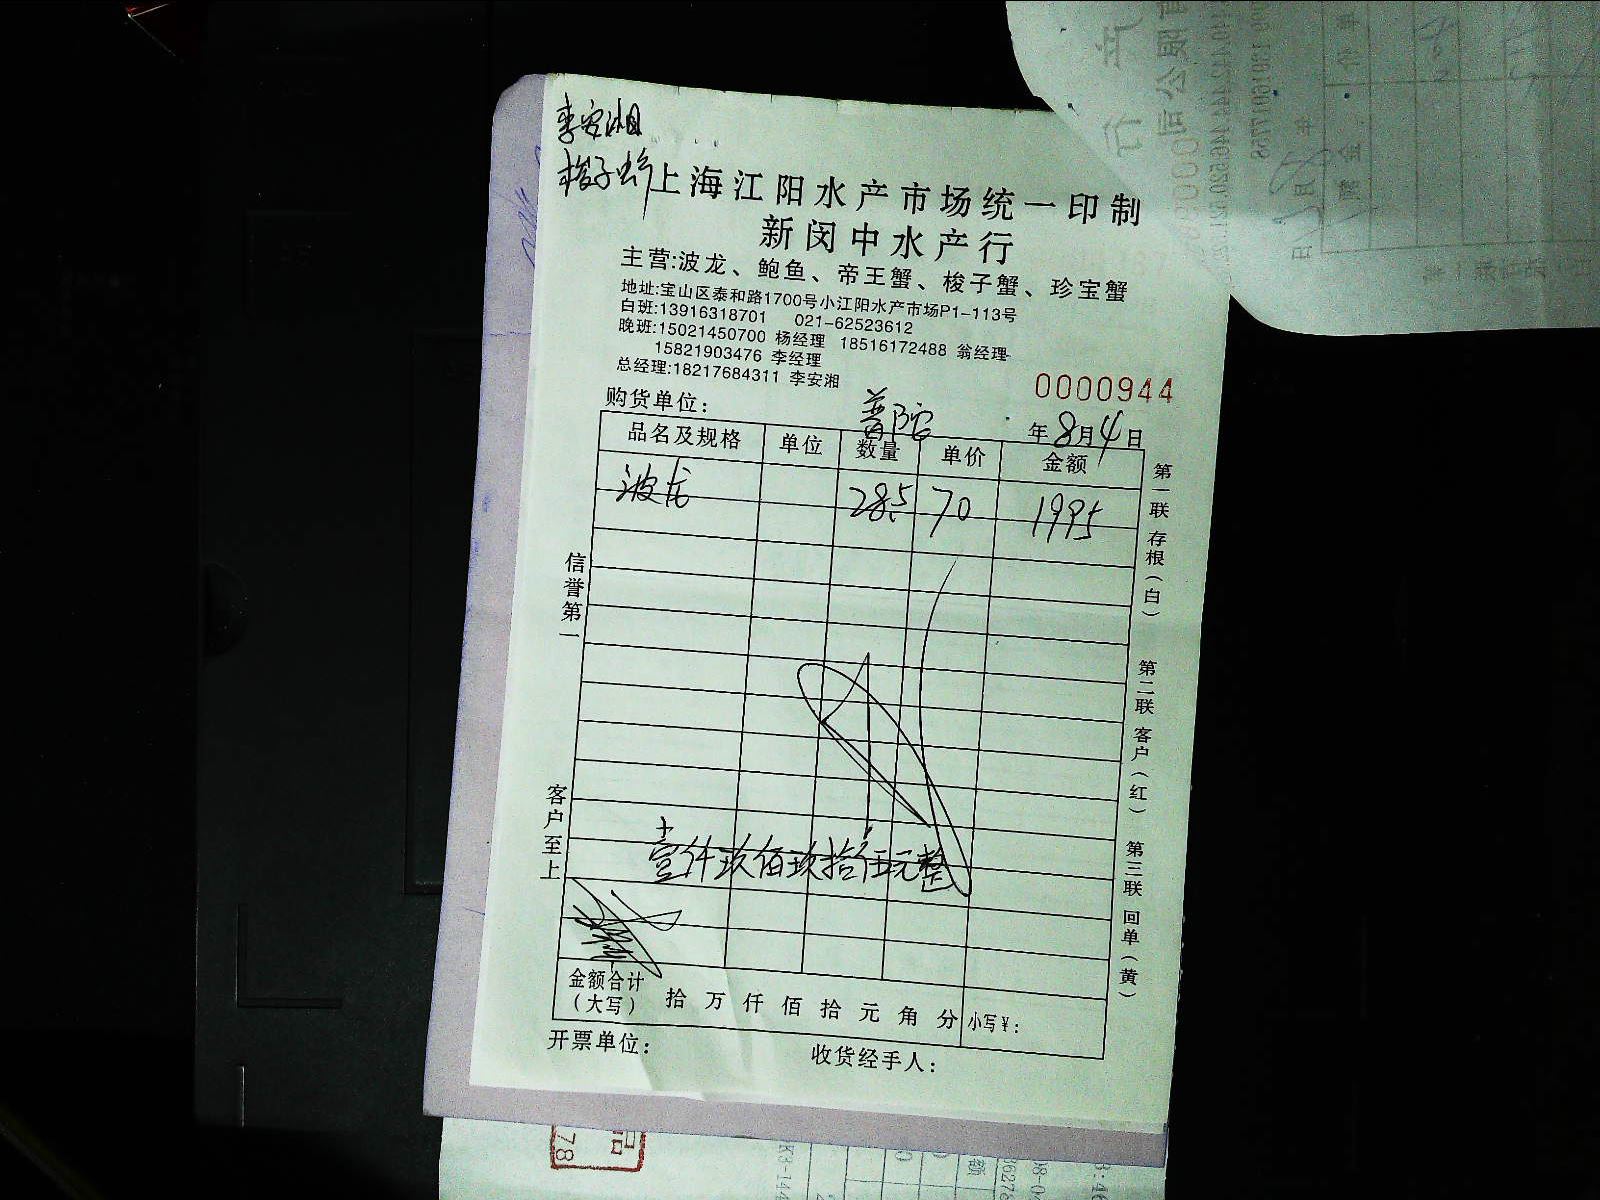 李安湘
梭子蟹
上海江阳水产市场统一印制
新闵中水产行
主营:波龙、鲍鱼、帝王蟹、梭子蟹、珍宝蟹
地址:宝山区泰和路1700号小江阳水产市场P1-113号
白班:13916318701 021-62523612
晚班:15021450700 杨经理 18516172488 翁经理
15821903476 李经理
总经理:18217684311 李安湘
0000944
购货单位: 普陀 年8月4日
品名及规格 单位 数量 单价 金额
波龙 28.5 70 1995
壹仟玖佰玖拾伍元整
金额合计(大写) 拾 万 仟 佰 拾 元 角 分 小写¥:
开票单位: 收货经手人:
信誉第一
客户至上
第一联 存根(白)
第二联 客户(红)
第三联 回单(黄)
78